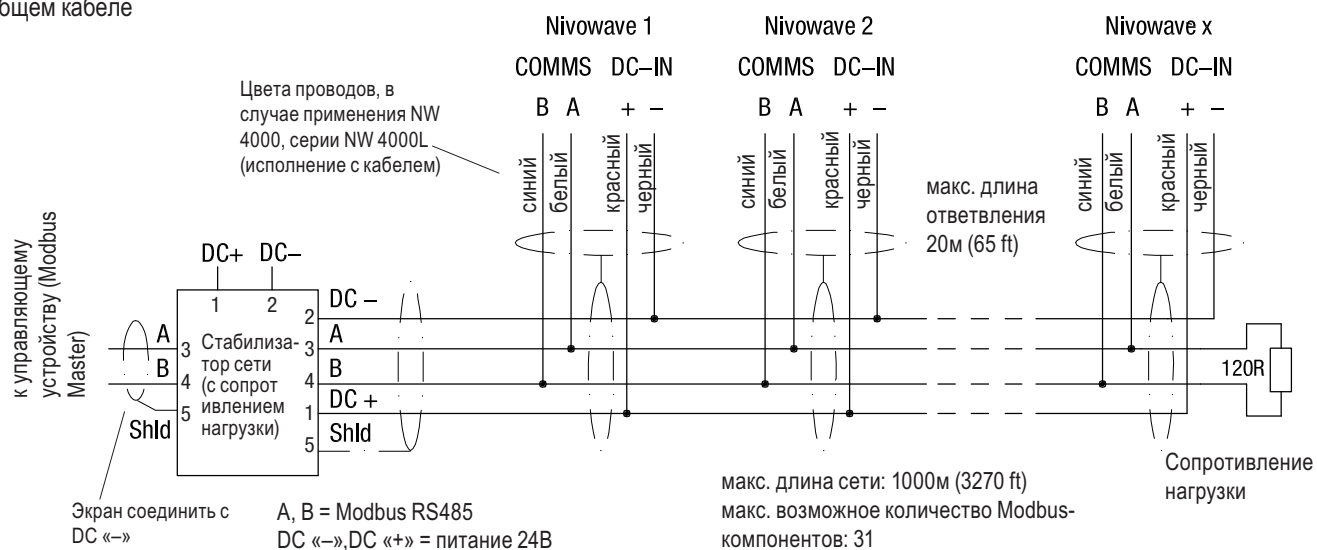 бщем кабеле
Nivowave 1
Nivowave 2
Nivowave x
COMMS DC–IN
COMMS DC–IN
COMMS DC–IN
B A + –
B A + –
B A + –
Цвета проводов, в
случае применения NW
4000, серии NW 4000L
(исполнение с кабелем)
синий
белый
красный
черный
синий
белый
красный
черный
синий
белый
красный
черный
макс. длина
ответвления
20м (65 ft)
к управляющему
устройству (Modbus
Master)
DC+ DC–
1 2
A
B
Shld
3
4
5
Стабилиза-
тор сети
(с сопрот
ивлением
нагрузки)
2
3
4
1
5
DC –
A
B
DC +
Shld
120R
Сопротивление
нагрузки
Экран соединить с
DC «–»
A, B = Modbus RS485
DC «–»,DC «+» = питание 24В
макс. длина сети: 1000м (3270 ft)
макс. возможное количество Modbus-
компонентов: 31